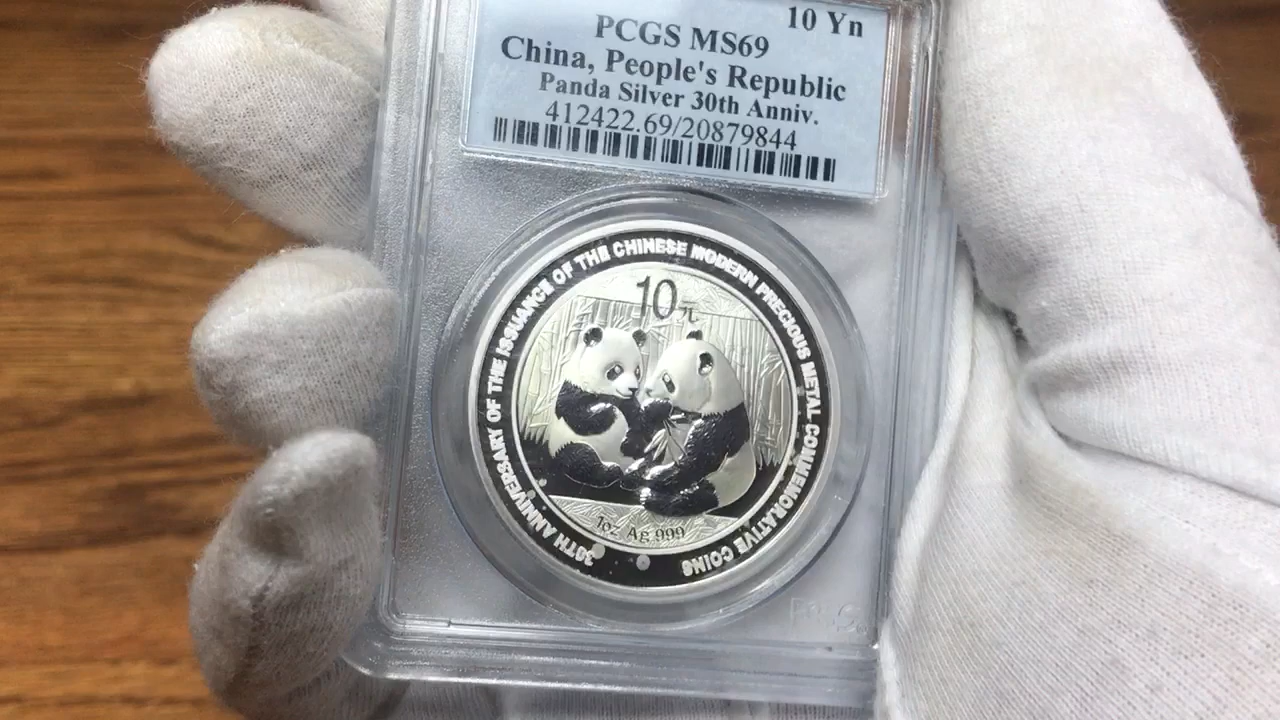 10 Yn
PCGS MS69
China, People's Republic
Panda Silver 30th Anniv.
412422.69/20879844
30TH ANNIVERSARY OF THE ISSUANCE OF THE CHINESE MODERN PRECIOUS METAL COMMEMORATIVE COINS
10元
1oz Ag 999
PCGS